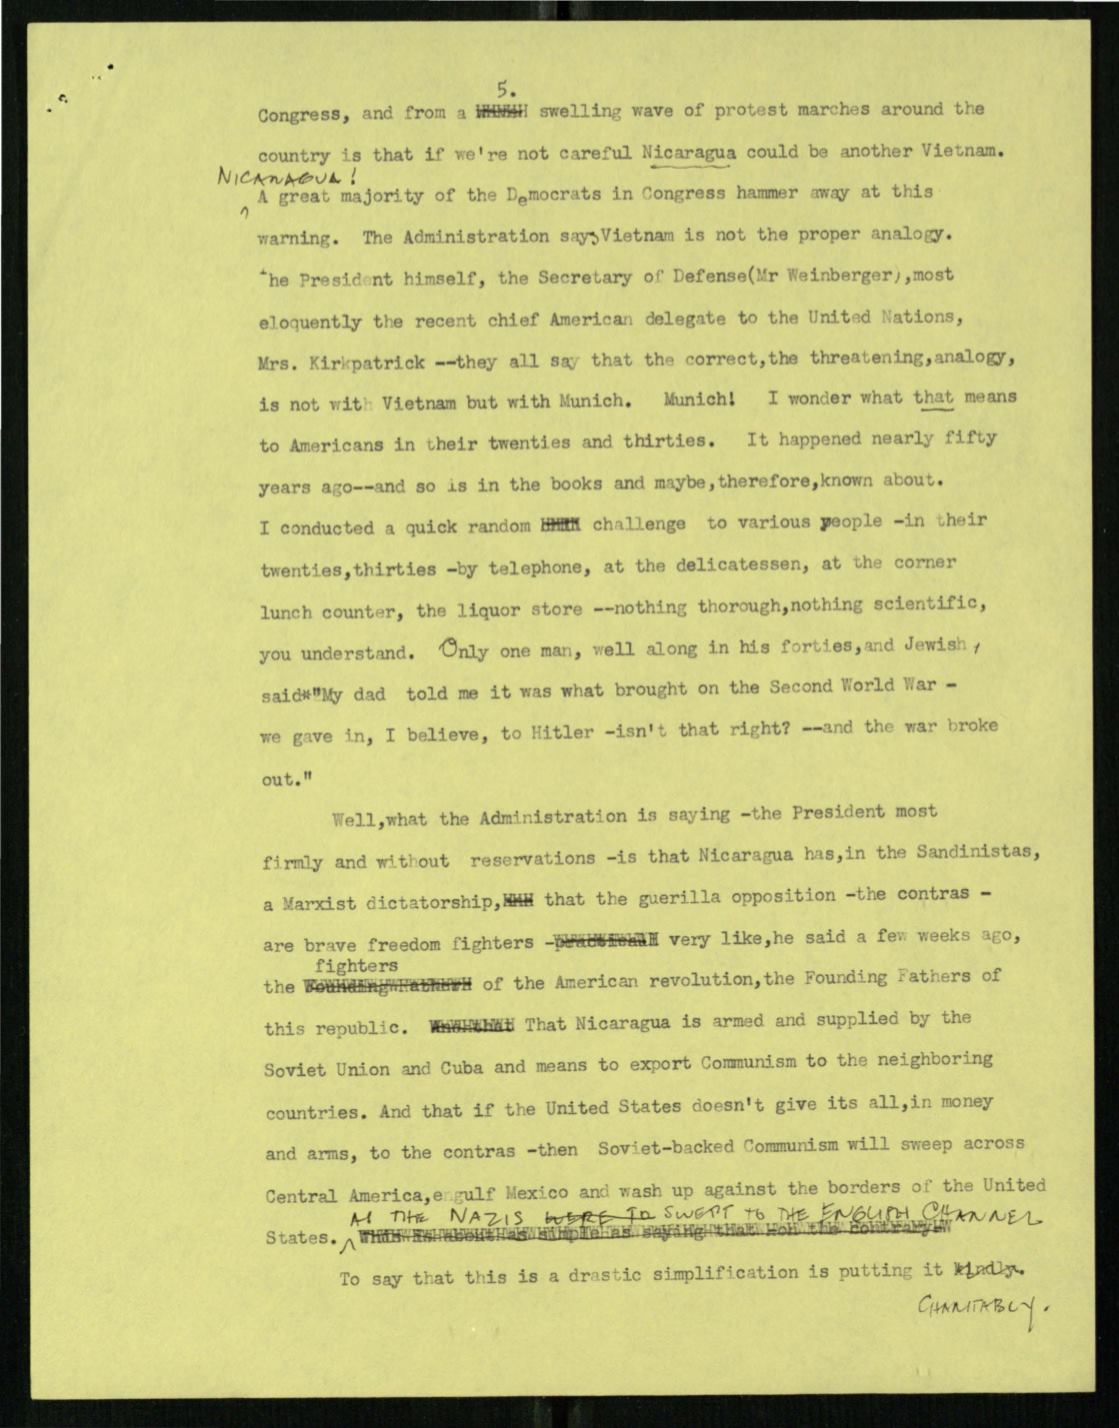 5.
Congress, and from a swelling wave of protest marches around the
country is that if we're not careful Nicaragua could be another Vietnam.
NICARAGUA!
A great majority of the Democrats in Congress hammer away at this
warning. The Administration says Vietnam is not the proper analogy.
The President himself, the Secretary of Defense(Mr Weinberger),most
eloquently the recent chief American delegate to the United Nations,
Mrs. Kirkpatrick --they all say that the correct,the threatening,analogy,
is not with Vietnam but with Munich. Munich! I wonder what that means
to Americans in their twenties and thirties. It happened nearly fifty
years ago--and so is in the books and maybe,therefore,known about.
I conducted a quick random challenge to various people -in their
twenties,thirties -by telephone, at the delicatessen, at the corner
lunch counter, the liquor store --nothing thorough,nothing scientific,
you understand. Only one man, well along in his forties,and Jewish,
said*"My dad told me it was what brought on the Second World War -
we gave in, I believe, to Hitler -isn't that right? --and the war broke
out."
Well,what the Administration is saying -the President most
firmly and without reservations -is that Nicaragua has,in the Sandinistas,
a Marxist dictatorship, that the guerilla opposition -the contras -
are brave freedom fighters - very like,he said a few weeks ago,
fighters
the of the American revolution,the Founding Fathers of
this republic. That Nicaragua is armed and supplied by the
Soviet Union and Cuba and means to export Communism to the neighboring
countries. And that if the United States doesn't give its all,in money
and arms, to the contras -then Soviet-backed Communism will sweep across
Central America,engulf Mexico and wash up against the borders of the United
AS THE NAZIS WERE TO SWEPT TO THE ENGLISH CHANNEL
States.
To say that this is a drastic simplification is putting it kindly.
CHARITABLY.